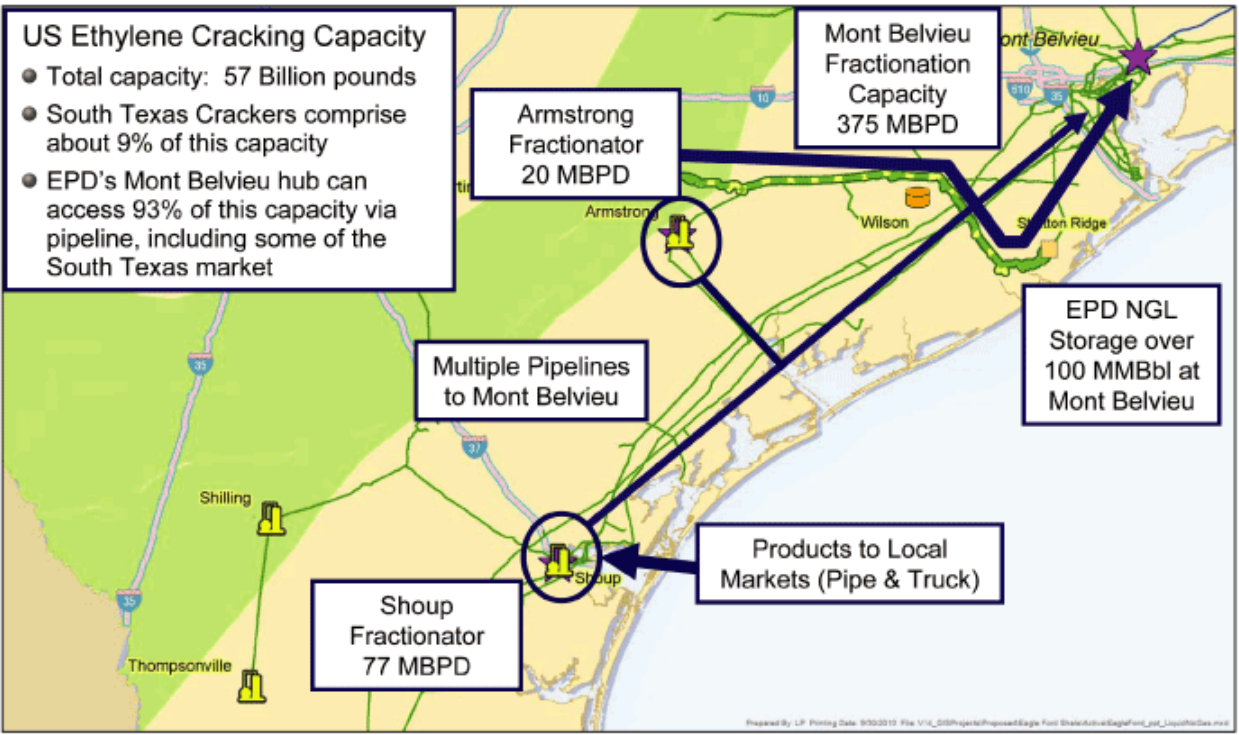 US Ethylene Cracking Capacity
Total capacity: 57 Billion pounds
South Texas Crackers comprise
about 9% of this capacity
EPD's Mont Belvieu hub can
access 93% of this capacity via
pipeline, including some of the
South Texas market
Armstrong
Fractionator
20 MBPD
Mont Belvieu
Fractionation
Capacity
375 MBPD
ont Belvieu
10
610
35
Armstrong
Wilson
Ridge
EPD NGL
Storage over
100 MMBbl at
Mont Belvieu
35
Multiple Pipelines
to Mont Belvieu
37
Shilling
Products to Local
Markets (Pipe & Truck)
Shoup
35
Shoup
Fractionator
77 MBPD
Thompsonville